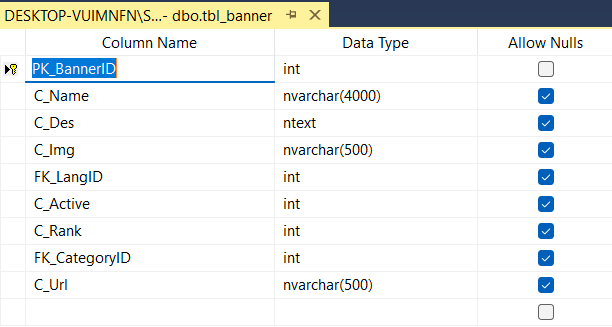 DESKTOP-VUIMNFN\S...- dbo.tbl_banner
Column Name Data Type Allow Nulls
PK_BannerID int
C_Name nvarchar(4000)
C_Des ntext
C_Img nvarchar(500)
FK_LangID int
C_Active int
C_Rank int
FK_CategoryID int
C_Url nvarchar(500)